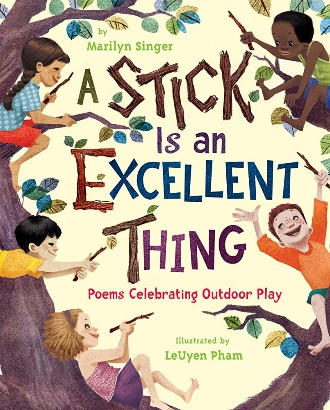 by
Marilyn Singer
A STICK
Is an
EXCELLENT
THING
Poems Celebrating Outdoor Play
Illustrated by
LeUyen Pham